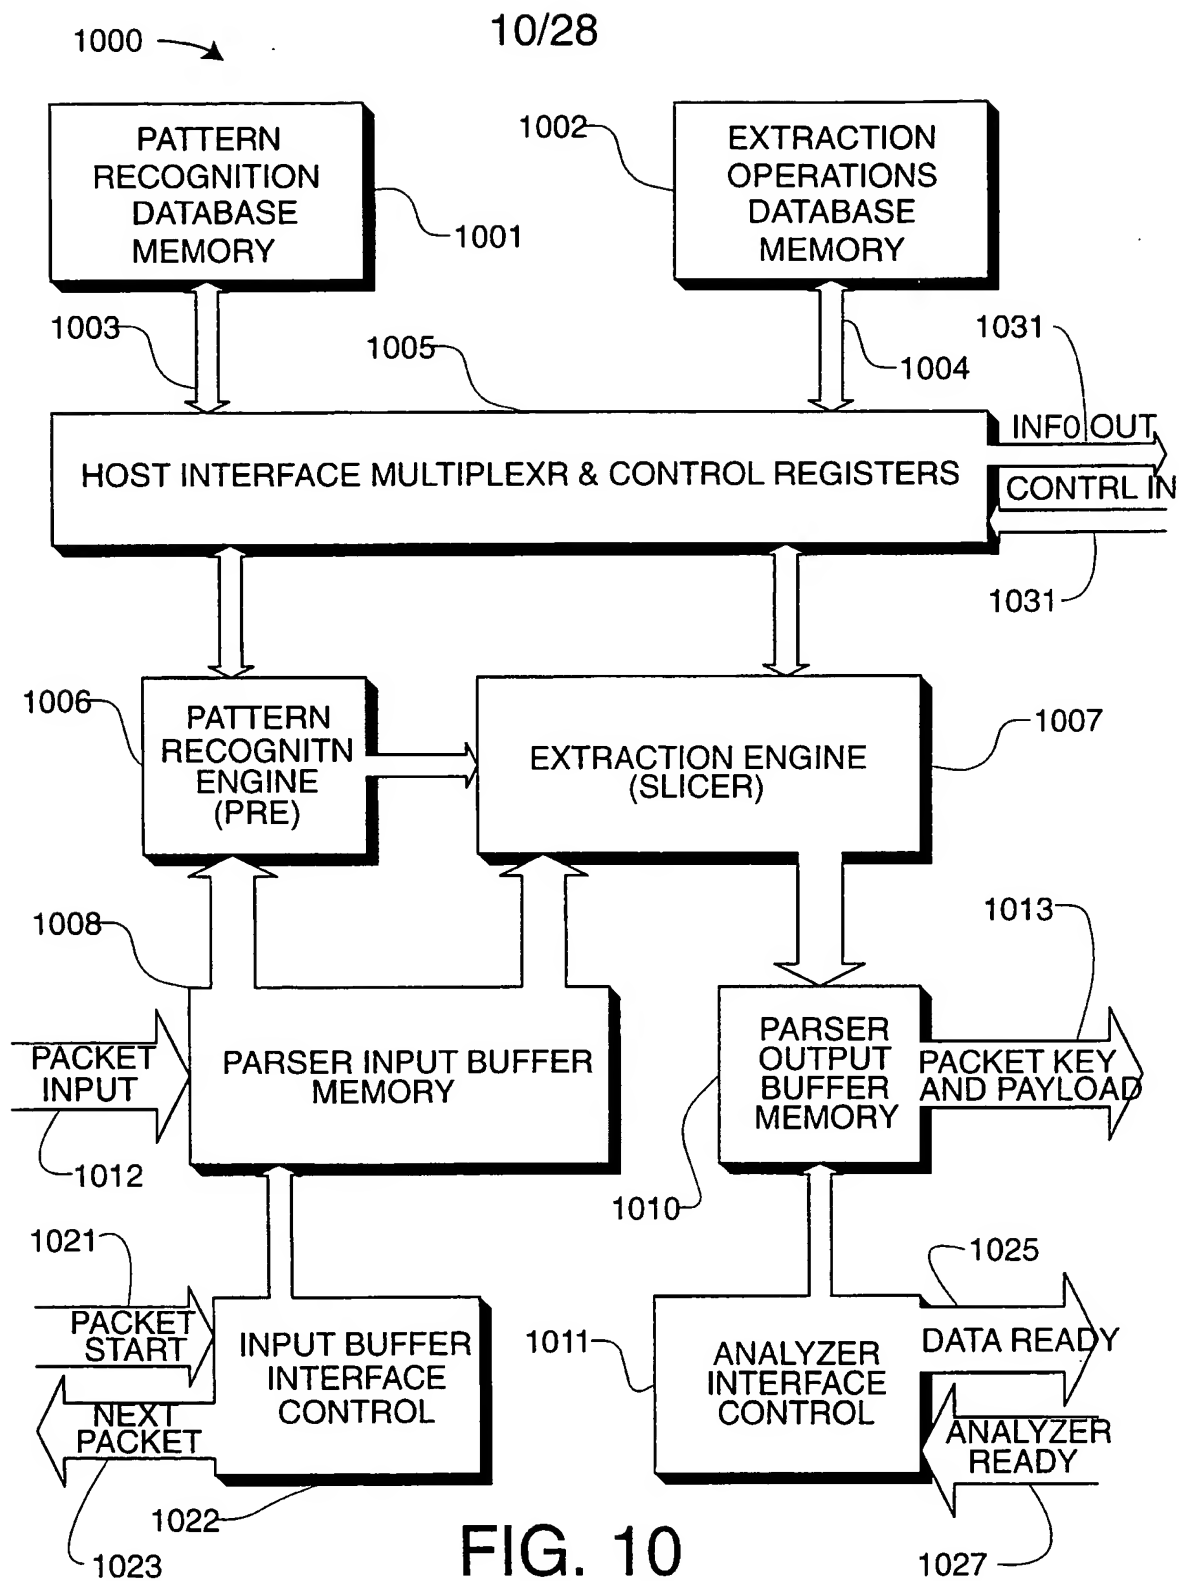 10/28
1000
PATTERN
RECOGNITION
DATABASE
MEMORY
1001
1002
EXTRACTION
OPERATIONS
DATABASE
MEMORY
1003
1005
1004
1031
HOST INTERFACE MULTIPLEXR & CONTROL REGISTERS
INFO OUT
CONTRL IN
1031
1006
PATTERN
RECOGNITN
ENGINE
(PRE)
EXTRACTION ENGINE
(SLICER)
1007
1008
1013
PACKET
INPUT
1012
PARSER INPUT BUFFER
MEMORY
PARSER
OUTPUT
BUFFER
MEMORY
1010
PACKET KEY
AND PAYLOAD
1021
PACKET
START
NEXT
PACKET
1023
INPUT BUFFER
INTERFACE
CONTROL
1022
1011
ANALYZER
INTERFACE
CONTROL
1025
DATA READY
ANALYZER
READY
1027
FIG. 10